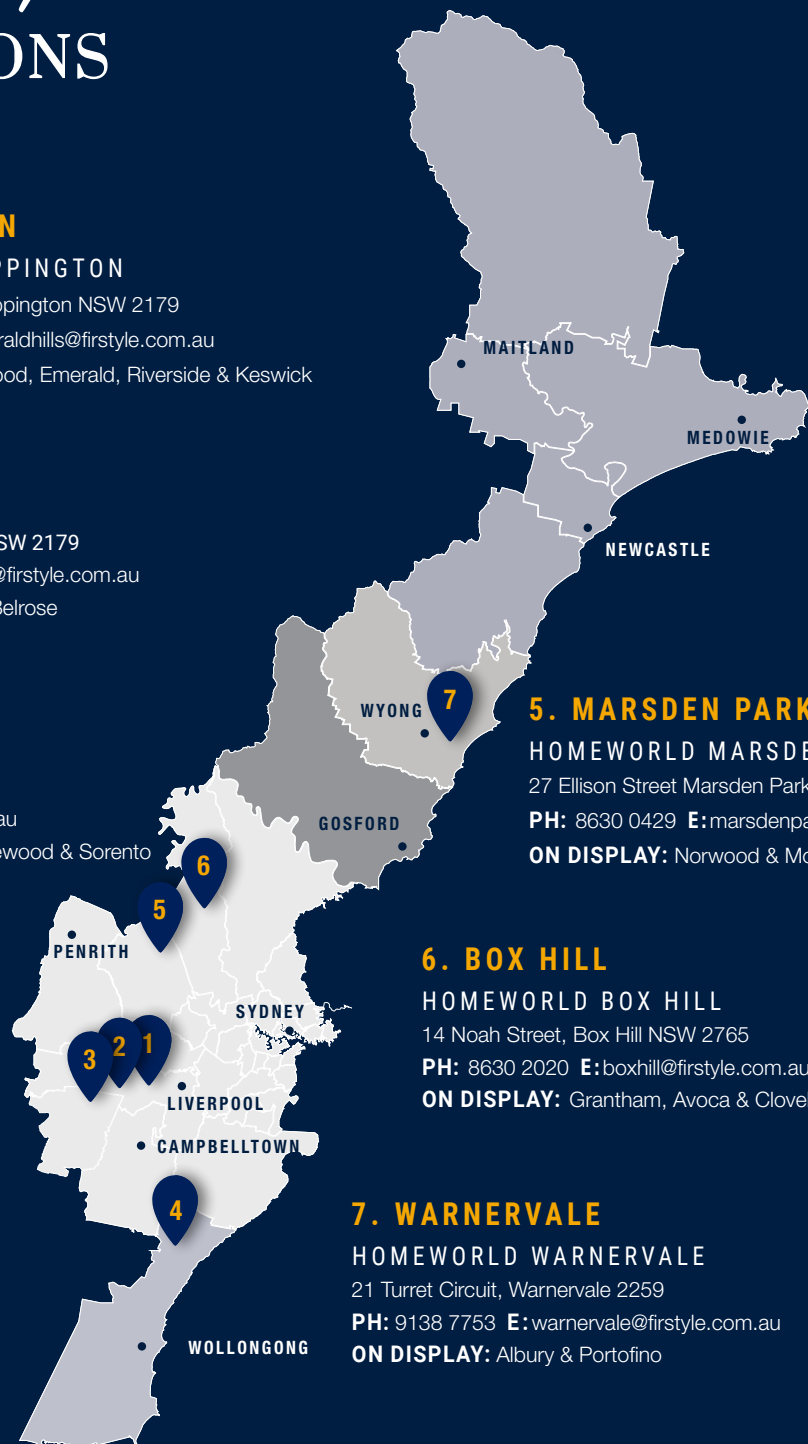 ONS
N
PPINGTON
ppington NSW 2179
raldhills@firstyle.com.au
ood, Emerald, Riverside & Keswick
SW 2179
@firstyle.com.au
Belrose
au
ewood & Sorento
MAITLAND
MEDOWIE
NEWCASTLE
WYONG
7
GOSFORD
6
5
PENRITH
SYDNEY
3
2
1
LIVERPOOL
CAMPBELLTOWN
4
WOLLONGONG
5. MARSDEN PARK
HOMEWORLD MARSDE
27 Ellison Street Marsden Park
PH: 8630 0429 E: marsdenpa
ON DISPLAY: Norwood & Mo
6. BOX HILL
HOMEWORLD BOX HILL
14 Noah Street, Box Hill NSW 2765
PH: 8630 2020 E: boxhill@firstyle.com.au
ON DISPLAY: Grantham, Avoca & Clove
7. WARNERVALE
HOMEWORLD WARNERVALE
21 Turret Circuit, Warnervale 2259
PH: 9138 7753 E: warnervale@firstyle.com.au
ON DISPLAY: Albury & Portofino